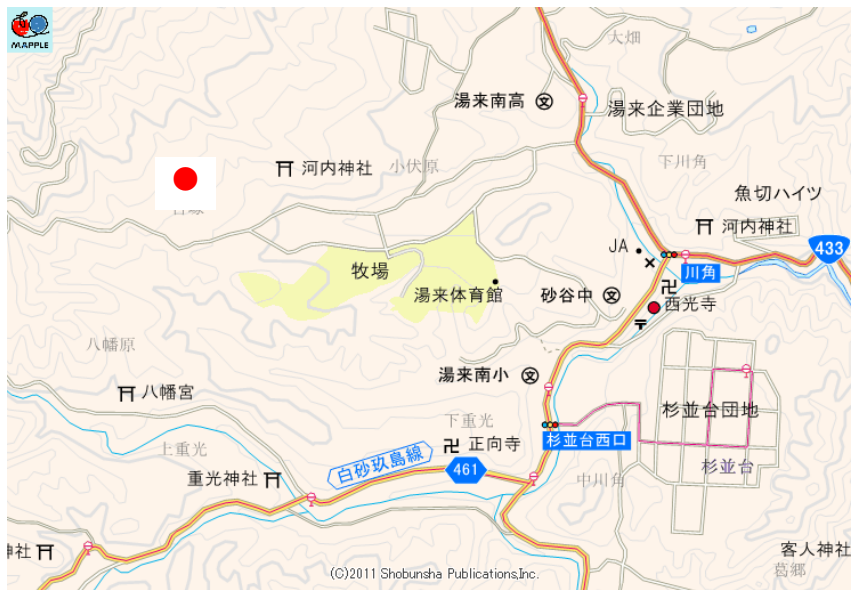 MAPPLE
大畑
湯来南高
文
湯来企業団地
河内神社
小伏原
下川角
魚切ハイツ
河内神社
433
JA
川角
牧場
湯来体育館
砂谷中
文
西光寺
八幡原
湯来南小
文
八幡宮
下重光
杉並台団地
上重光
正向寺
杉並台西口
白砂玖島線
461
杉並台
重光神社
中川角
神社
客人神社
葛郷
(C)2011 Shobunsha Publications,Inc.